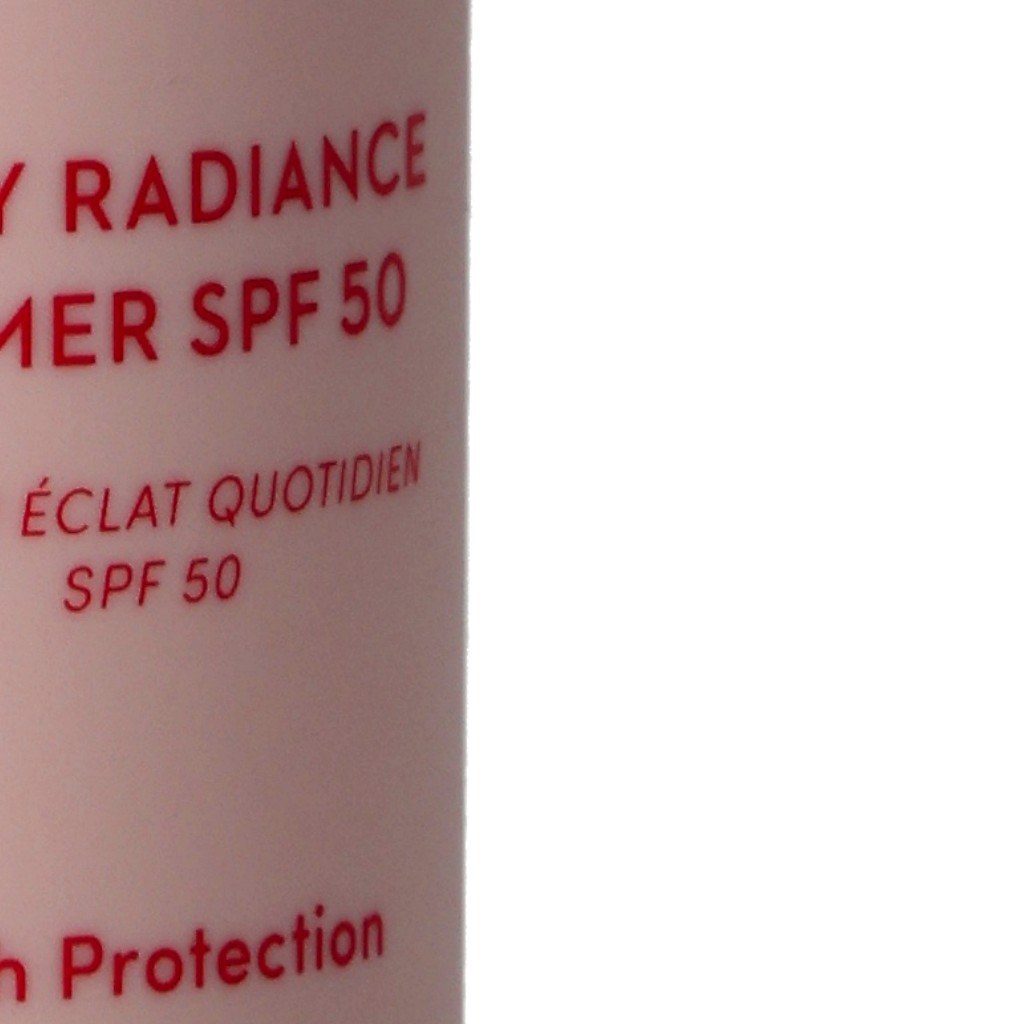 Y RADIANCE
MER SPF 50
ÉCLAT QUOTIDIEN
SPF 50
h Protection